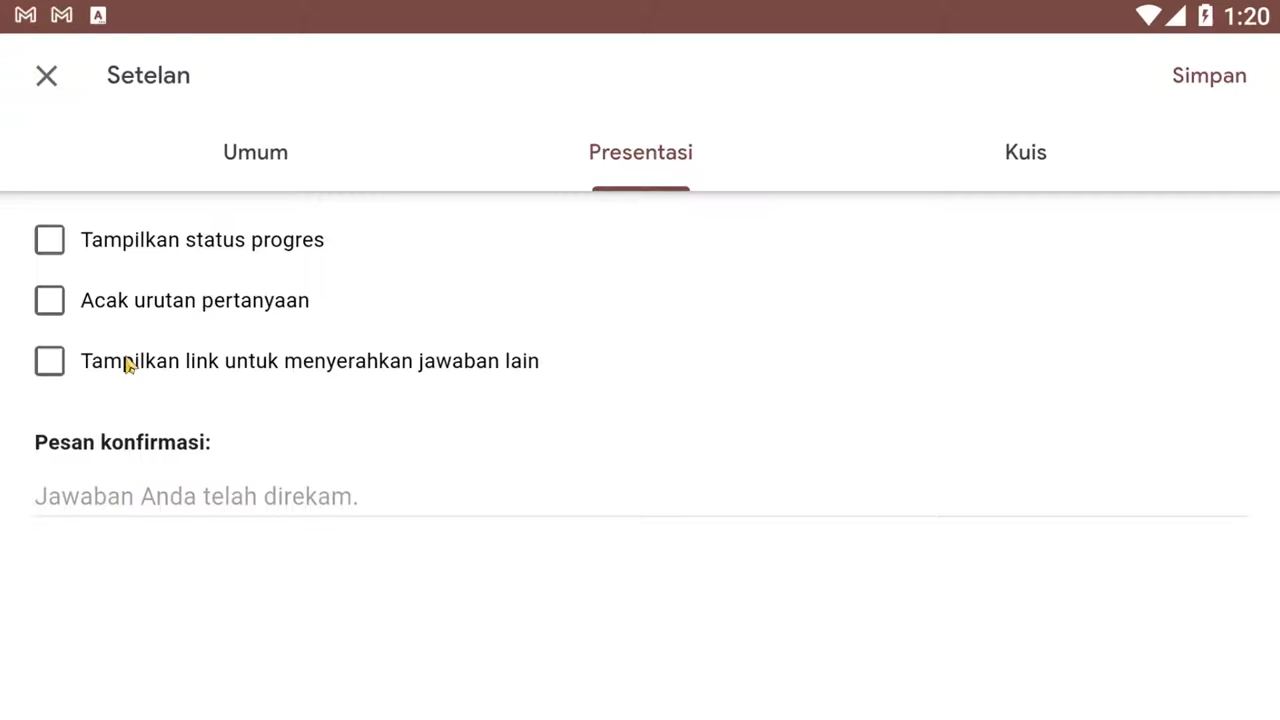 1:20
Setelan
Simpan
Umum
Presentasi
Kuis
Tampilkan status progres
Acak urutan pertanyaan
Tampilkan link untuk menyerahkan jawaban lain
Pesan konfirmasi:
Jawaban Anda telah direkam.